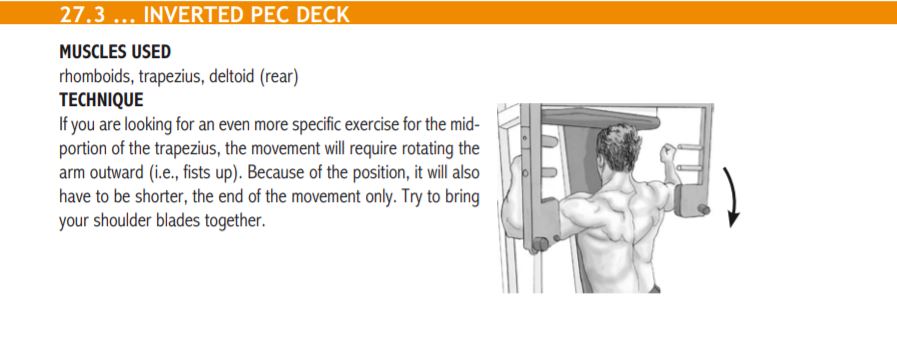 27.3 ... INVERTED PEC DECK
MUSCLES USED
rhomboids, trapezius, deltoid (rear)
TECHNIQUE
If you are looking for an even more specific exercise for the mid-
portion of the trapezius, the movement will require rotating the
arm outward (i.e., fists up). Because of the position, it will also
have to be shorter, the end of the movement only. Try to bring
your shoulder blades together.